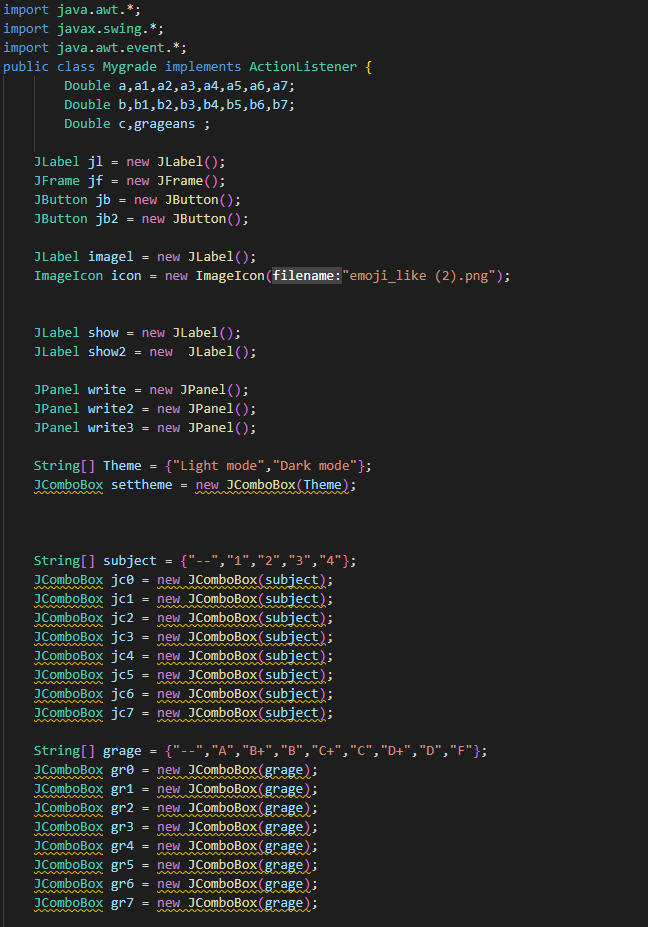 import java.awt.*;
import javax.swing.*;
import java.awt.event.*;
public class Mygrade implements ActionListener {
Double a,a1,a2,a3,a4,a5,a6,a7;
Double b,b1,b2,b3,b4,b5,b6,b7;
Double c,grageans ;
JLabel jl = new JLabel();
JFrame jf = new JFrame();
JButton jb = new JButton();
JButton jb2 = new JButton();
JLabel imagel = new JLabel();
ImageIcon icon = new ImageIcon(filename:"emoji_like (2).png");
JLabel show = new JLabel();
JLabel show2 = new  JLabel();
JPanel write = new JPanel();
JPanel write2 = new JPanel();
JPanel write3 = new JPanel();
String[] Theme = {"Light mode","Dark mode"};
JComboBox settheme = new JComboBox(Theme);
String[] subject = {"--","1","2","3","4"};
JComboBox jc0 = new JComboBox(subject);
JComboBox jc1 = new JComboBox(subject);
JComboBox jc2 = new JComboBox(subject);
JComboBox jc3 = new JComboBox(subject);
JComboBox jc4 = new JComboBox(subject);
JComboBox jc5 = new JComboBox(subject);
JComboBox jc6 = new JComboBox(subject);
JComboBox jc7 = new JComboBox(subject);
String[] grage = {"--","A","B+","B","C+","C","D+","D","F"};
JComboBox gr0 = new JComboBox(grage);
JComboBox gr1 = new JComboBox(grage);
JComboBox gr2 = new JComboBox(grage);
JComboBox gr3 = new JComboBox(grage);
JComboBox gr4 = new JComboBox(grage);
JComboBox gr5 = new JComboBox(grage);
JComboBox gr6 = new JComboBox(grage);
JComboBox gr7 = new JComboBox(grage);